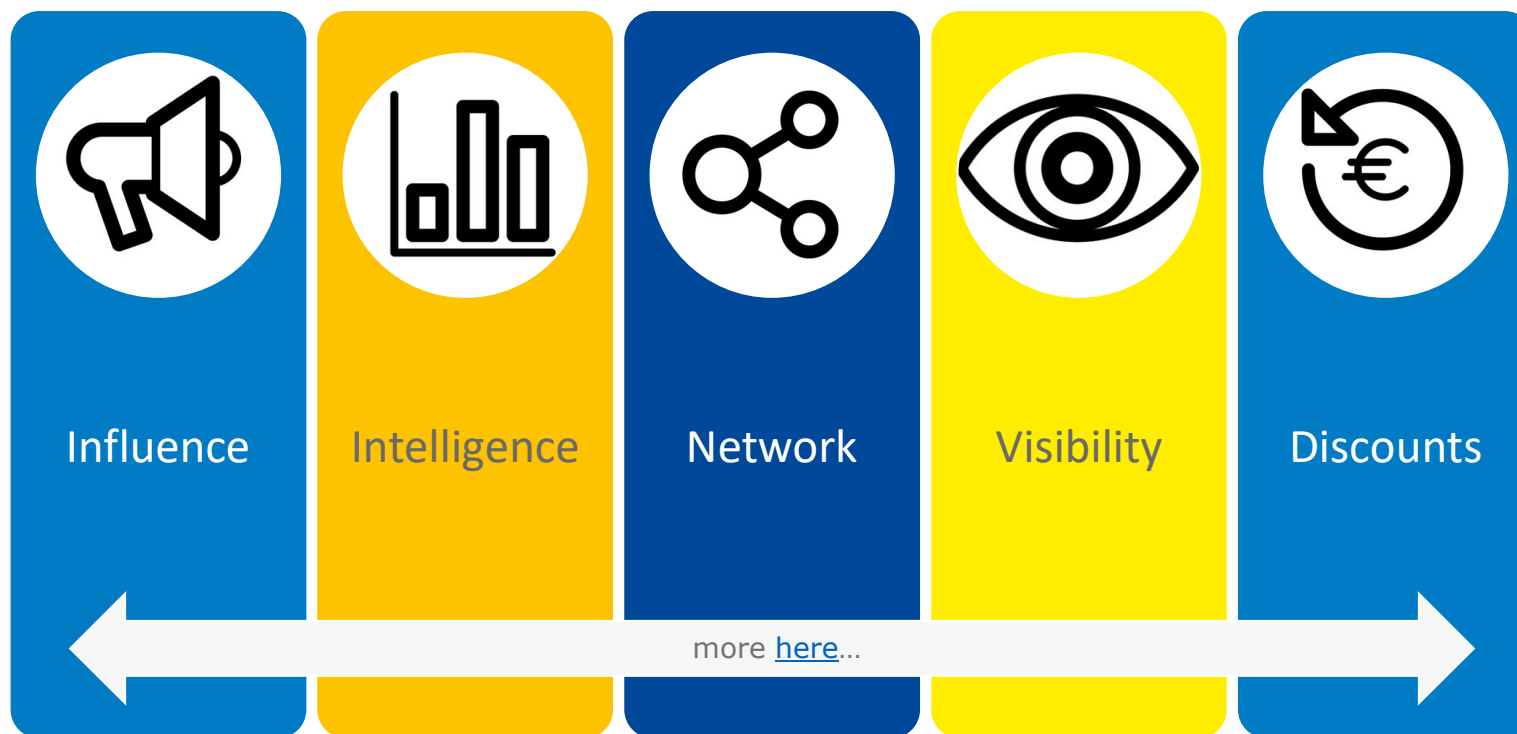 Influence
Intelligence
Network
Visibility
Discounts
more here...